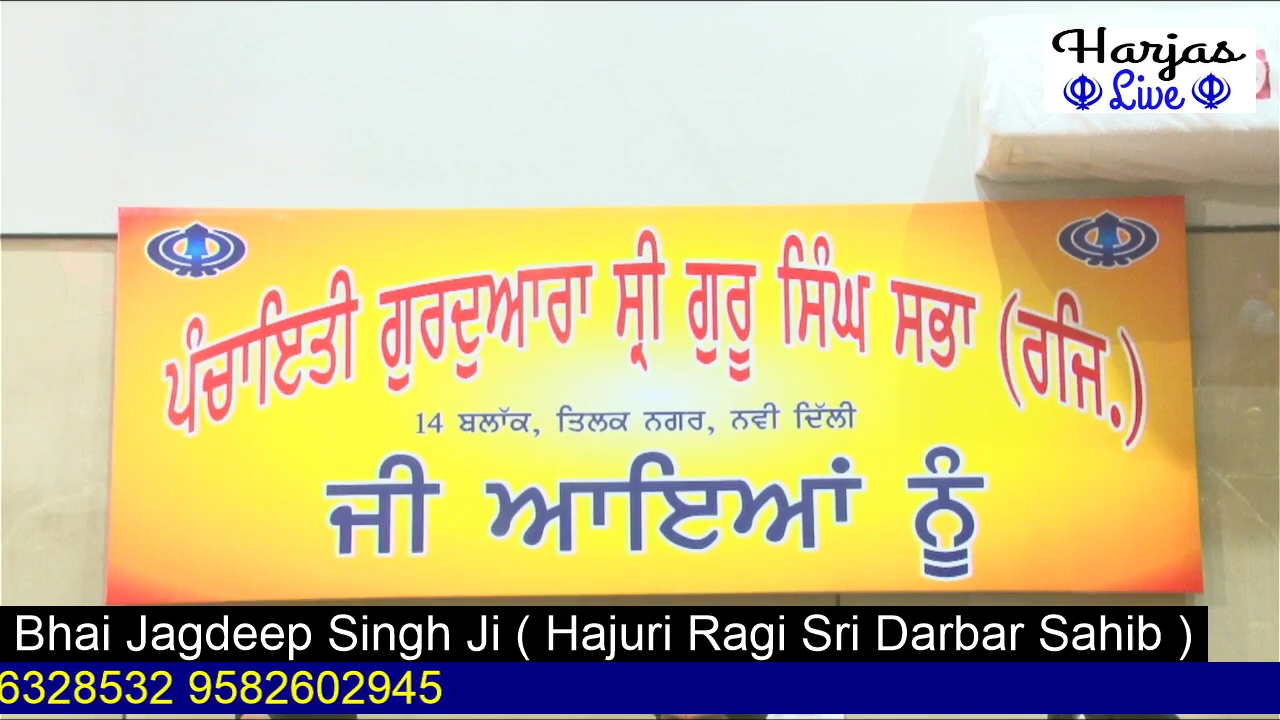 Harjas
Live
ਪੰਚਾਇਤੀ ਗੁਰਦੁਆਰਾ ਸ੍ਰੀ ਗੁਰੂ ਸਿੰਘ ਸਭਾ (ਰਜਿ.)
14 ਬਲਾੱਕ, ਤਿਲਕ ਨਗਰ, ਨਵੀ ਦਿੱਲੀ
ਜੀ ਆਇਆਂ ਨੂੰ
Bhai Jagdeep Singh Ji ( Hajuri Ragi Sri Darbar Sahib )
6328532 9582602945